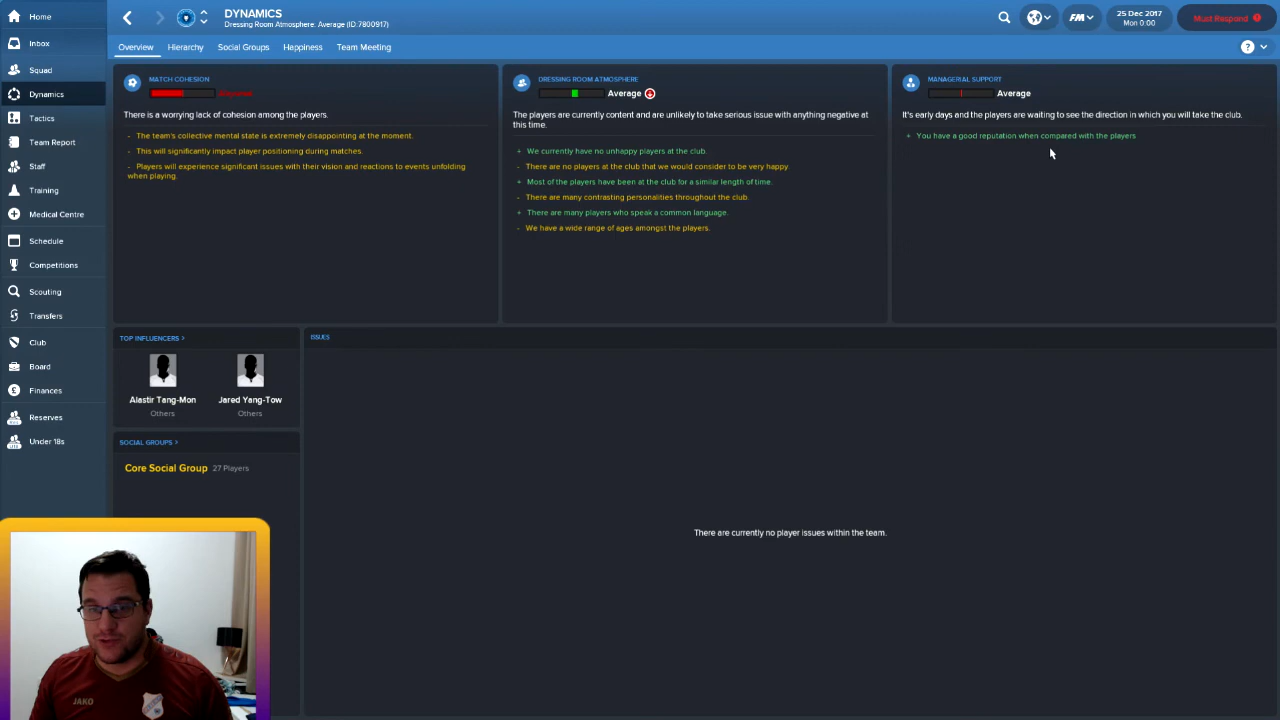 Home
Inbox
Squad
Dynamics
Tactics
Team Report
Staff
Training
Medical Centre
Schedule
Competitions
Scouting
Transfers
Club
Board
Finances
Reserves
Under 18s
DYNAMICS
Dressing Room Atmosphere: Average (ID:7800917)
FM
25 Dec 2017
Mon 0:00
Must Respond
Overview
Hierarchy
Social Groups
Happiness
Team Meeting
?
MATCH COHESION
There is a worrying lack of cohesion among the players.
- The team's collective mental state is extremely disappointing at the moment.
- This will significantly impact player positioning during matches.
- Players will experience significant issues with their vision and reactions to events unfolding
when playing.
DRESSING ROOM ATMOSPHERE
Average
The players are currently content and are unlikely to take serious issue with anything negative at
this time.
+ We currently have no unhappy players at the club.
- There are no players at the club that we would consider to be very happy.
+ Most of the players have been at the club for a similar length of time.
- There are many contrasting personalities throughout the club.
+ There are many players who speak a common language.
- We have a wide range of ages amongst the players.
MANAGERIAL SUPPORT
Average
It's early days and the players are waiting to see the direction in which you will take the club.
+ You have a good reputation when compared with the players
TOP INFLUENCERS >
Alastir Tang-Mon
Others
Jared Yang-Tow
Others
SOCIAL GROUPS >
Core Social Group 27 Players
ISSUES
There are currently no player issues within the team.
JAKO